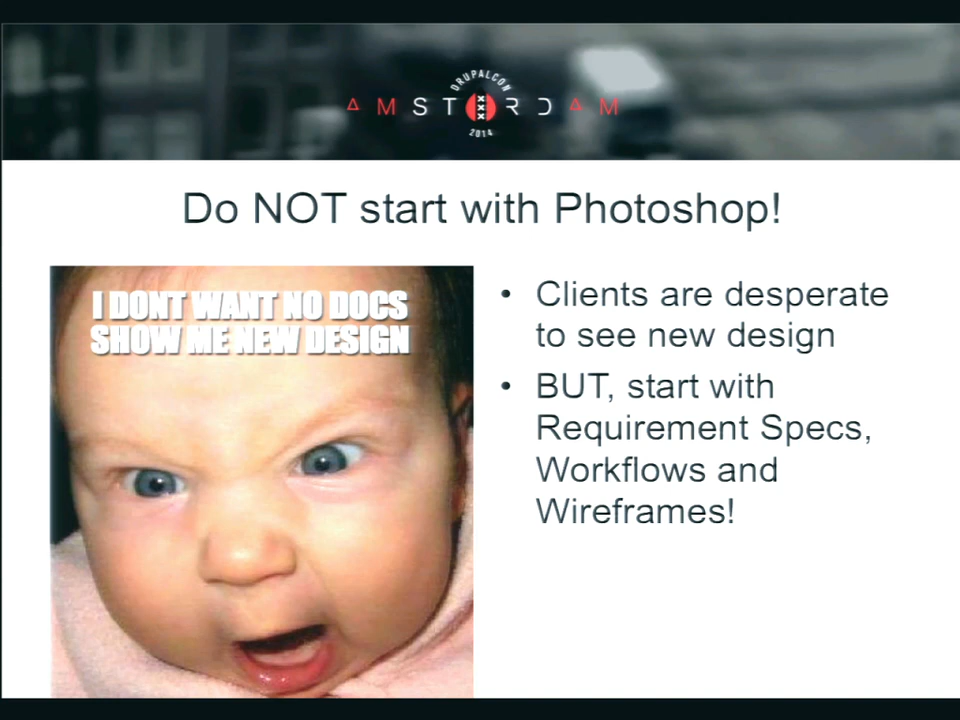 DRUPALCON
AMSTERDAM
2014
Do NOT start with Photoshop!
I DONT WANT NO DOCS
SHOW ME NEW DESIGN
• Clients are desperate
to see new design
• BUT, start with
Requirement Specs,
Workflows and
Wireframes!